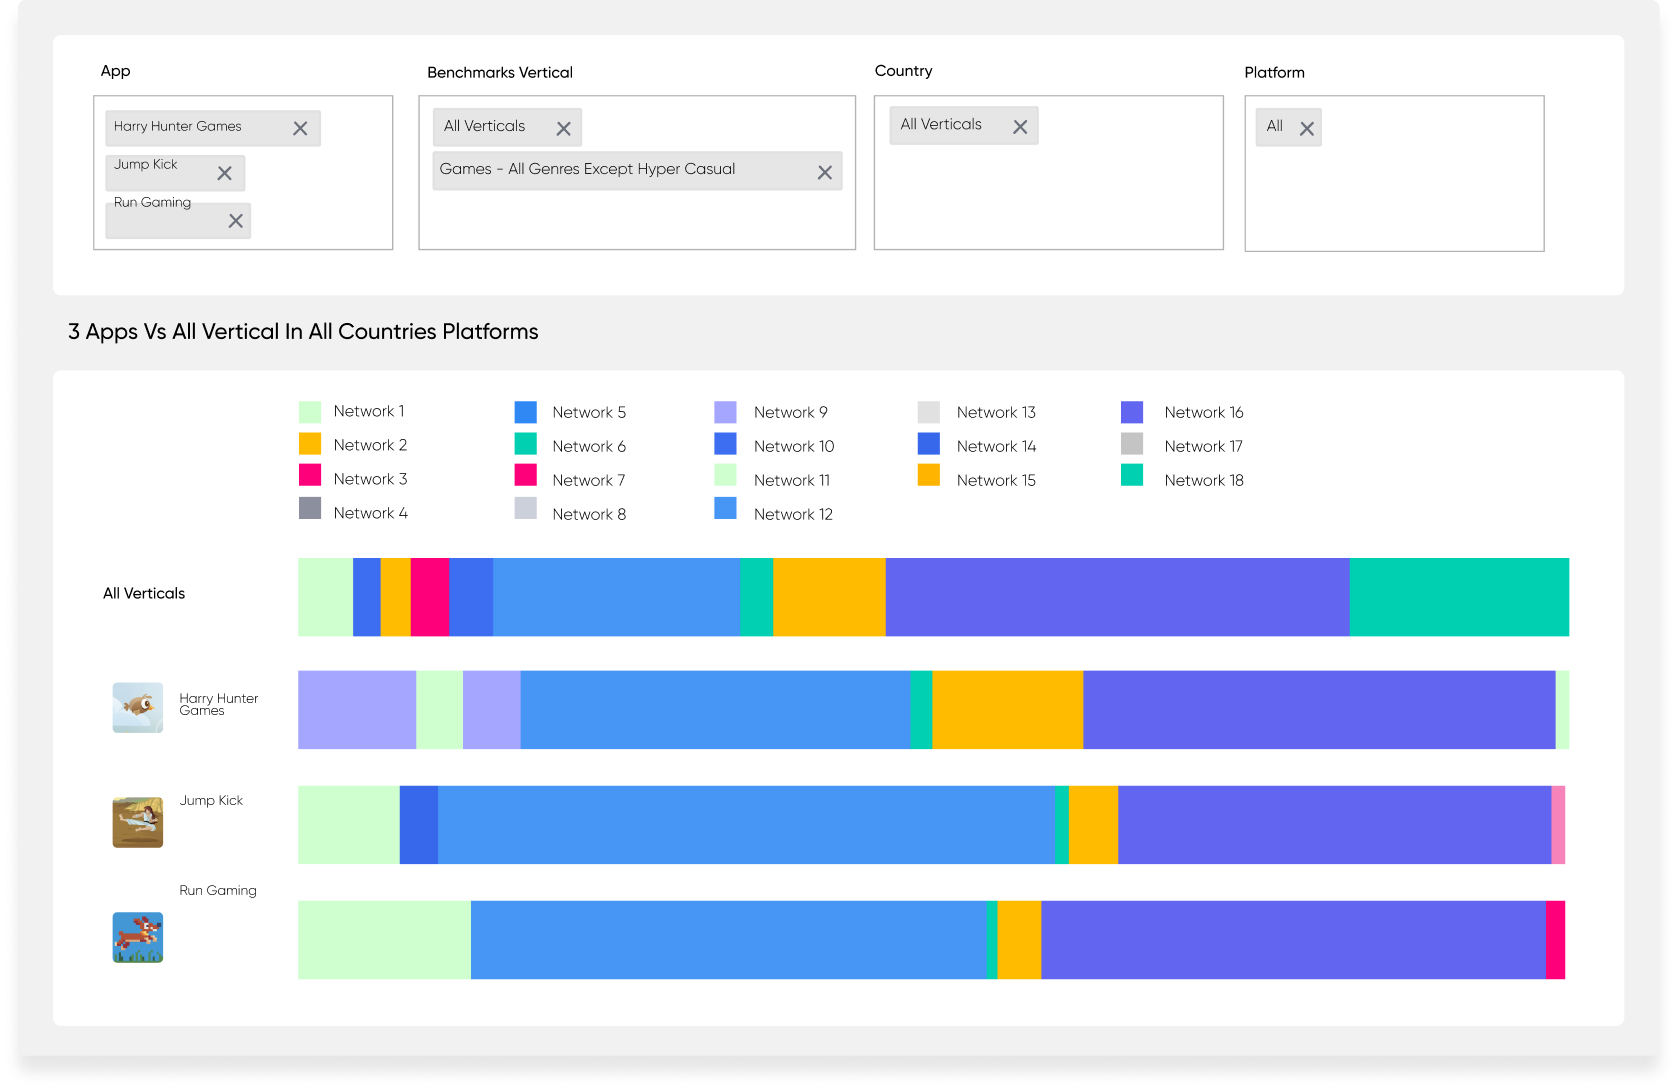 App
Benchmarks Vertical
Country
Platform
Harry Hunter Games
Jump Kick
Run Gaming
All Verticals
Games - All Genres Except Hyper Casual
All Verticals
All
3 Apps Vs All Vertical In All Countries Platforms
Network 1
Network 2
Network 3
Network 4
Network 5
Network 6
Network 7
Network 8
Network 9
Network 10
Network 11
Network 12
Network 13
Network 14
Network 15
Network 16
Network 17
Network 18
All Verticals
Harry Hunter
Games
Jump Kick
Run Gaming